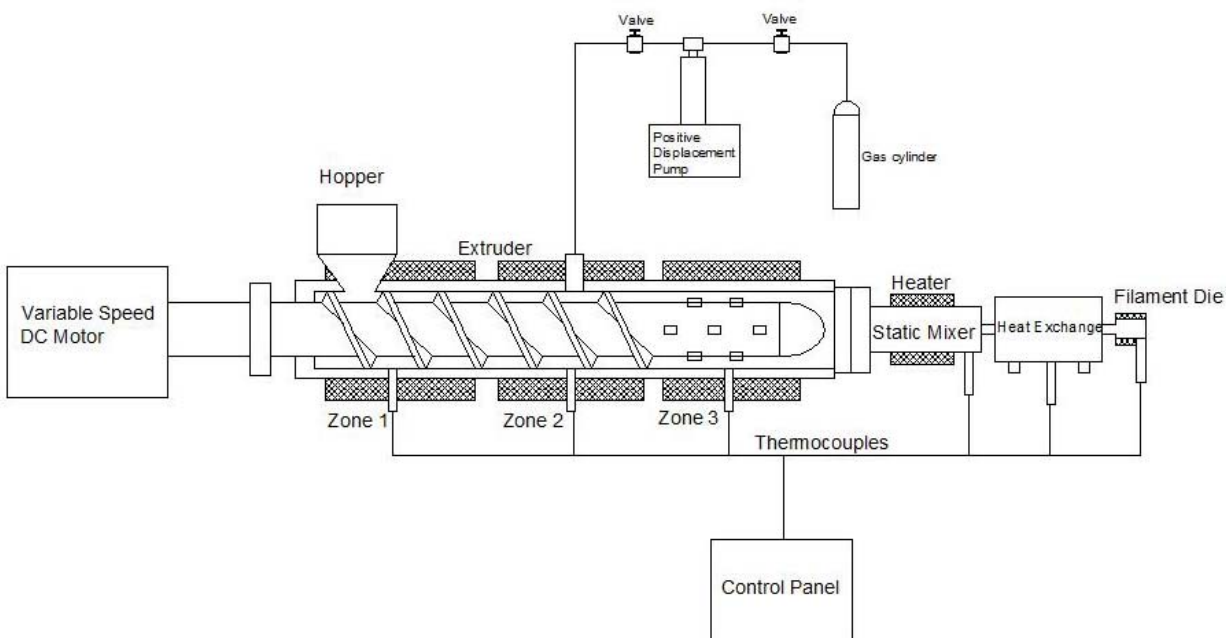 Valve
Valve
Positive
Displacement
Pump
Gas cylinder
Hopper
Extruder
Heater
Filament Die
Variable Speed
DC Motor
Static Mixer
Heat Exchange
Zone 1
Zone 2
Zone 3
Thermocouples
Control Panel